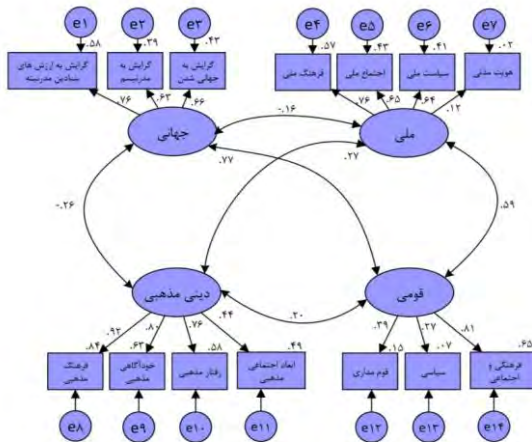 e۱ e۲ e۳ e۴ e۵ e۶ e۷
.۵۸ .۳۹ .۴۳ .۵۷ .۴۳ .۴۱ .۰۲
گرایش به ارزش های
بنیادین مدرنیته
گرایش به
مدرنیسم
گرایش به
جهانی شدن
فرهنگ ملی
اجتماع ملی
سیاست ملی
هویت مدنی
.۷۶ .۶۳ .۶۶ .۷۶ .۶۵ .۶۴ .۱۲
جهانی
-.۱۶
ملی
.۷۷ .۲۷
-.۲۶ .۵۹
دینی مذهبی
.۲۰
قومی
.۹۲ .۸۰ .۷۶ .۴۴ .۳۹ .۲۷ .۸۱
.۸۴ .۶۳ .۵۸ .۴۹ .۱۵ .۰۷ .۶۵
فرهنگ
مذهبی
خودآگاهی
مذهبی
رفتار مذهبی
ابعاد اجتماعی
مذهبی
قوم مداری
سیاسی
فرهنگی و
اجتماعی
e۸ e۹ e۱۰ e۱۱ e۱۲ e۱۳ e۱۴